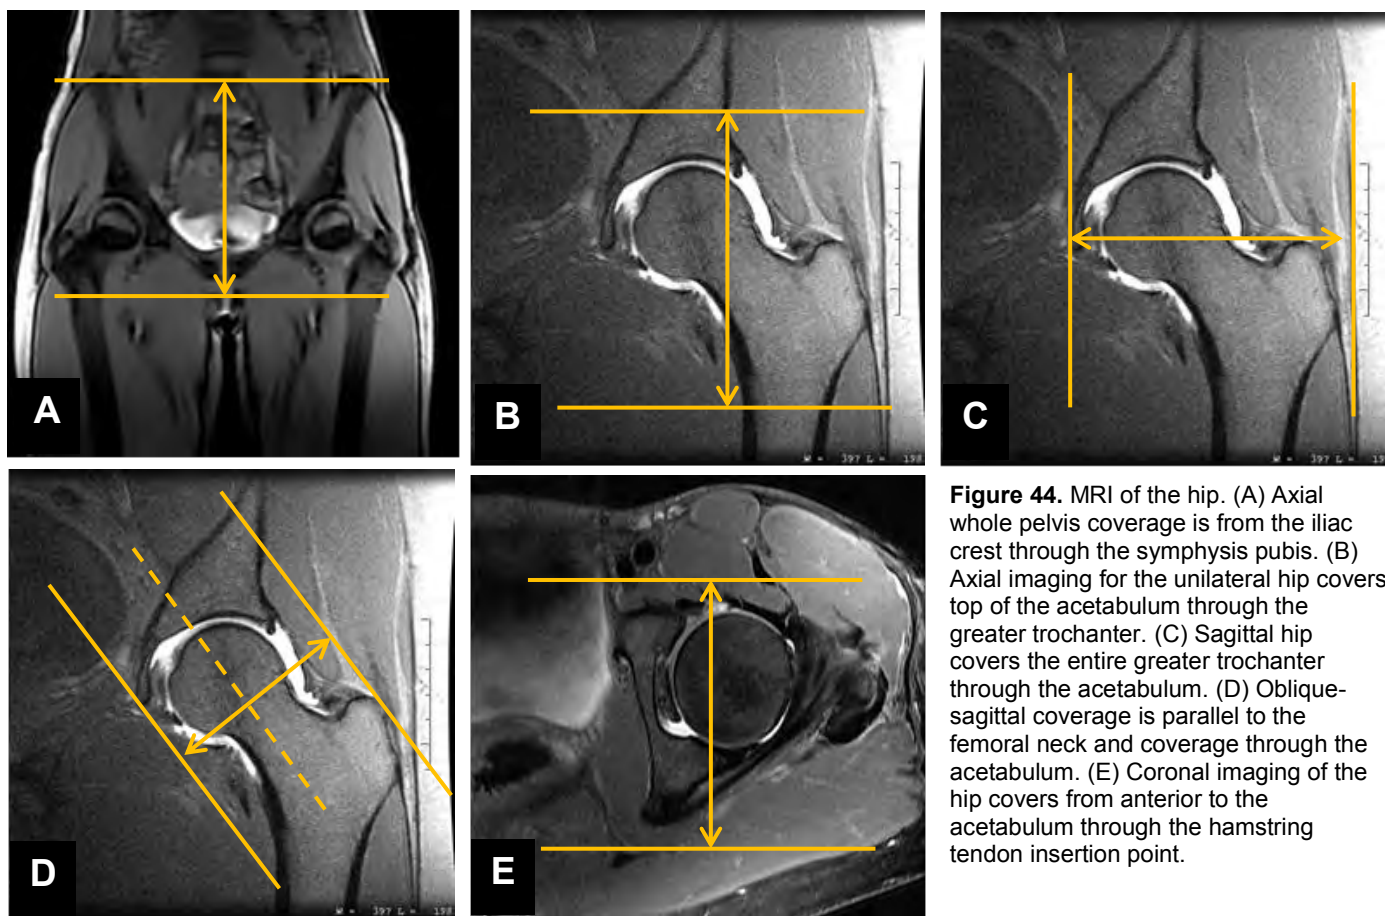 A
B
C
D
E
Figure 44. MRI of the hip. (A) Axial
whole pelvis coverage is from the iliac
crest through the symphysis pubis. (B)
Axial imaging for the unilateral hip covers
top of the acetabulum through the
greater trochanter. (C) Sagittal hip
covers the entire greater trochanter
through the acetabulum. (D) Oblique-
sagittal coverage is parallel to the
femoral neck and coverage through the
acetabulum. (E) Coronal imaging of the
hip covers from anterior to the
acetabulum through the hamstring
tendon insertion point.